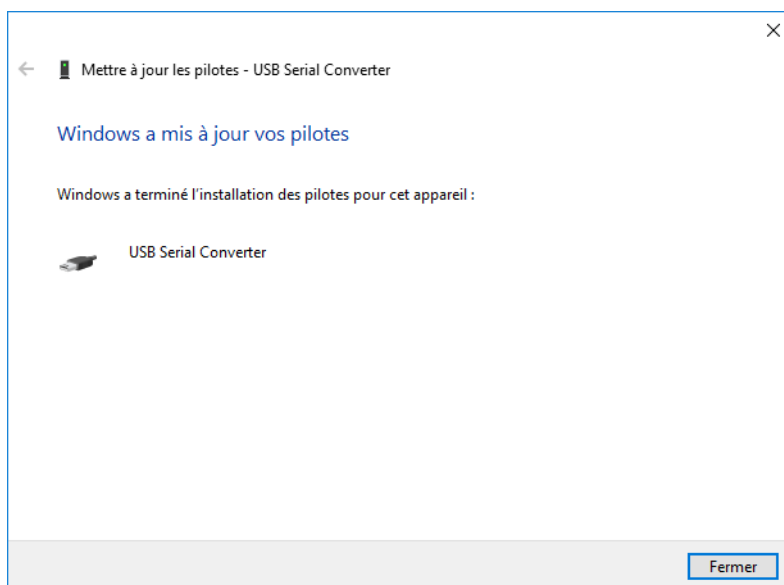 Mettre à jour les pilotes - USB Serial Converter
Windows a mis à jour vos pilotes
Windows a terminé l'installation des pilotes pour cet appareil :
USB Serial Converter
Fermer